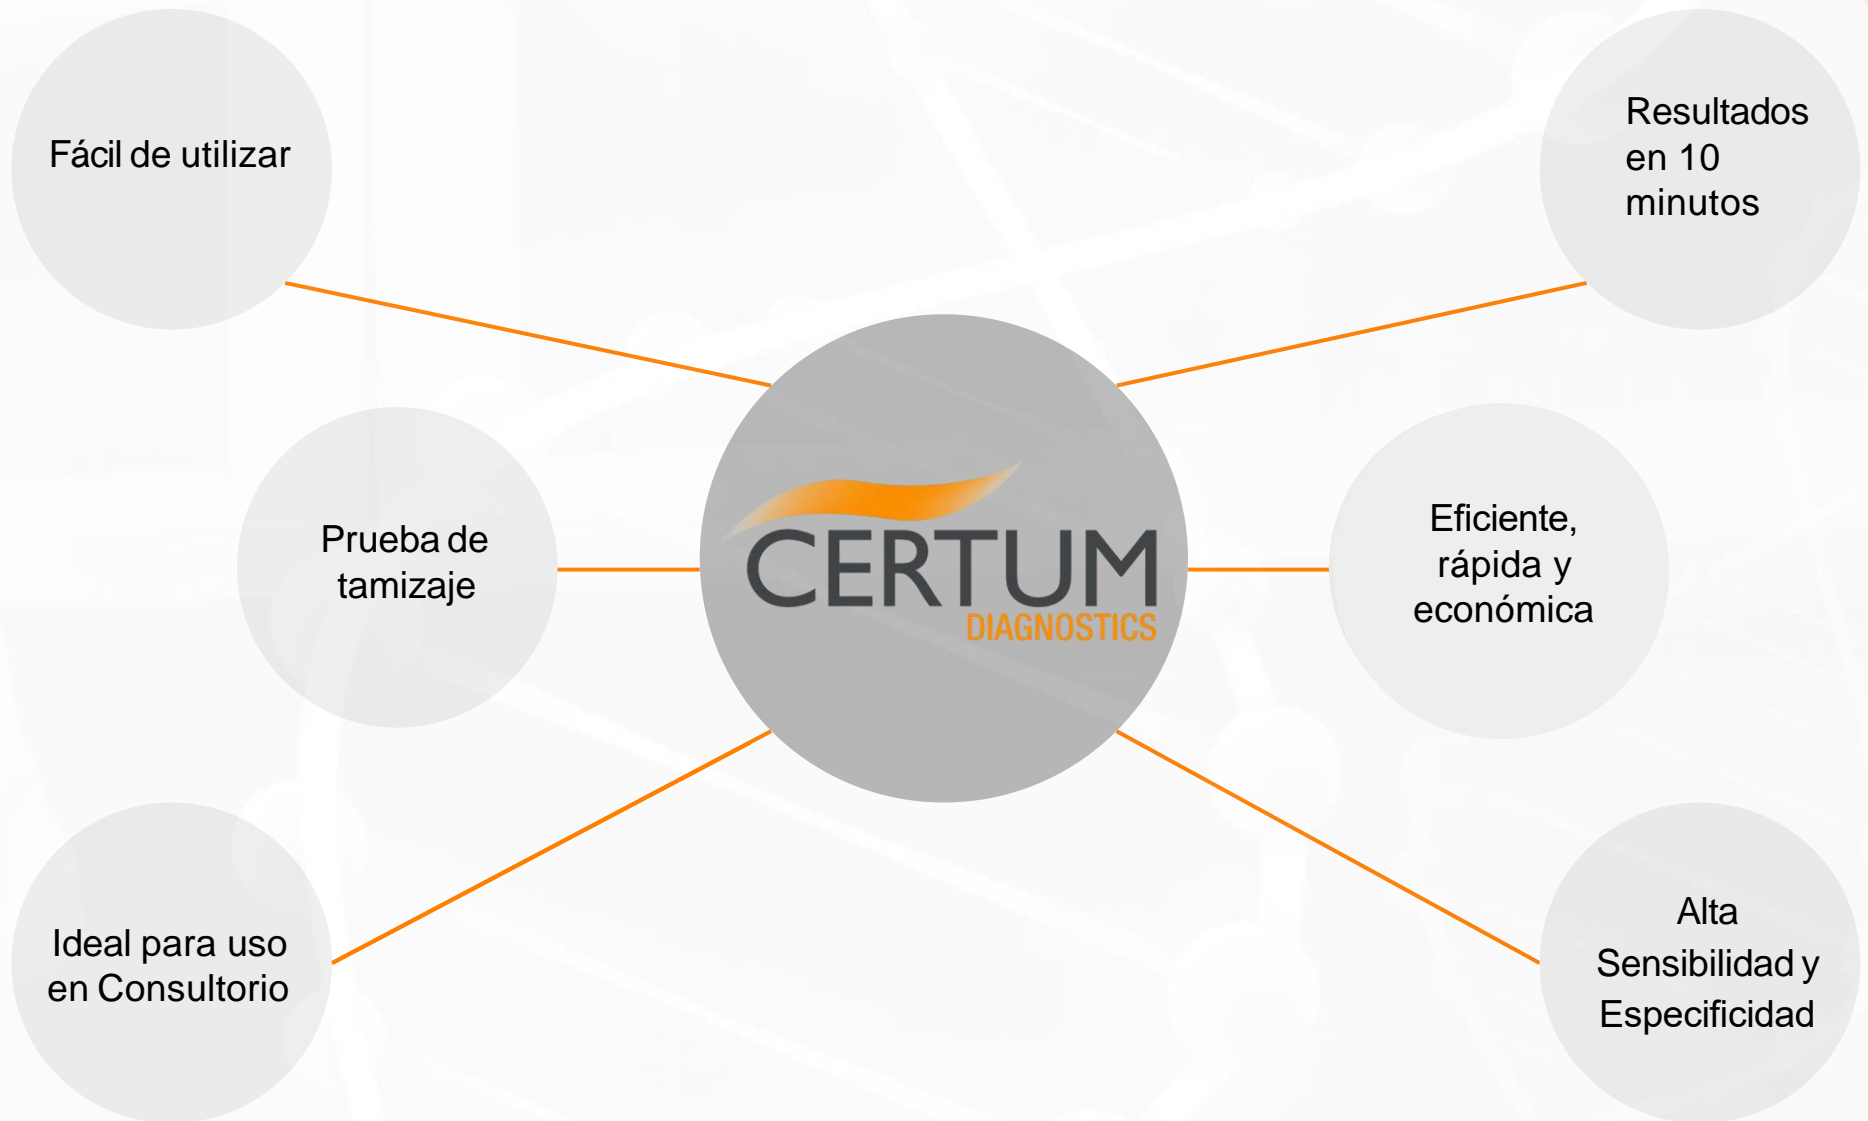 Fácil de utilizar
Resultados
en 10
minutos
Prueba de
tamizaje
CERTUM
DIAGNOSTICS
Eficiente,
rápida y
económica
Ideal para uso
en Consultorio
Alta
Sensibilidad y
Especificidad